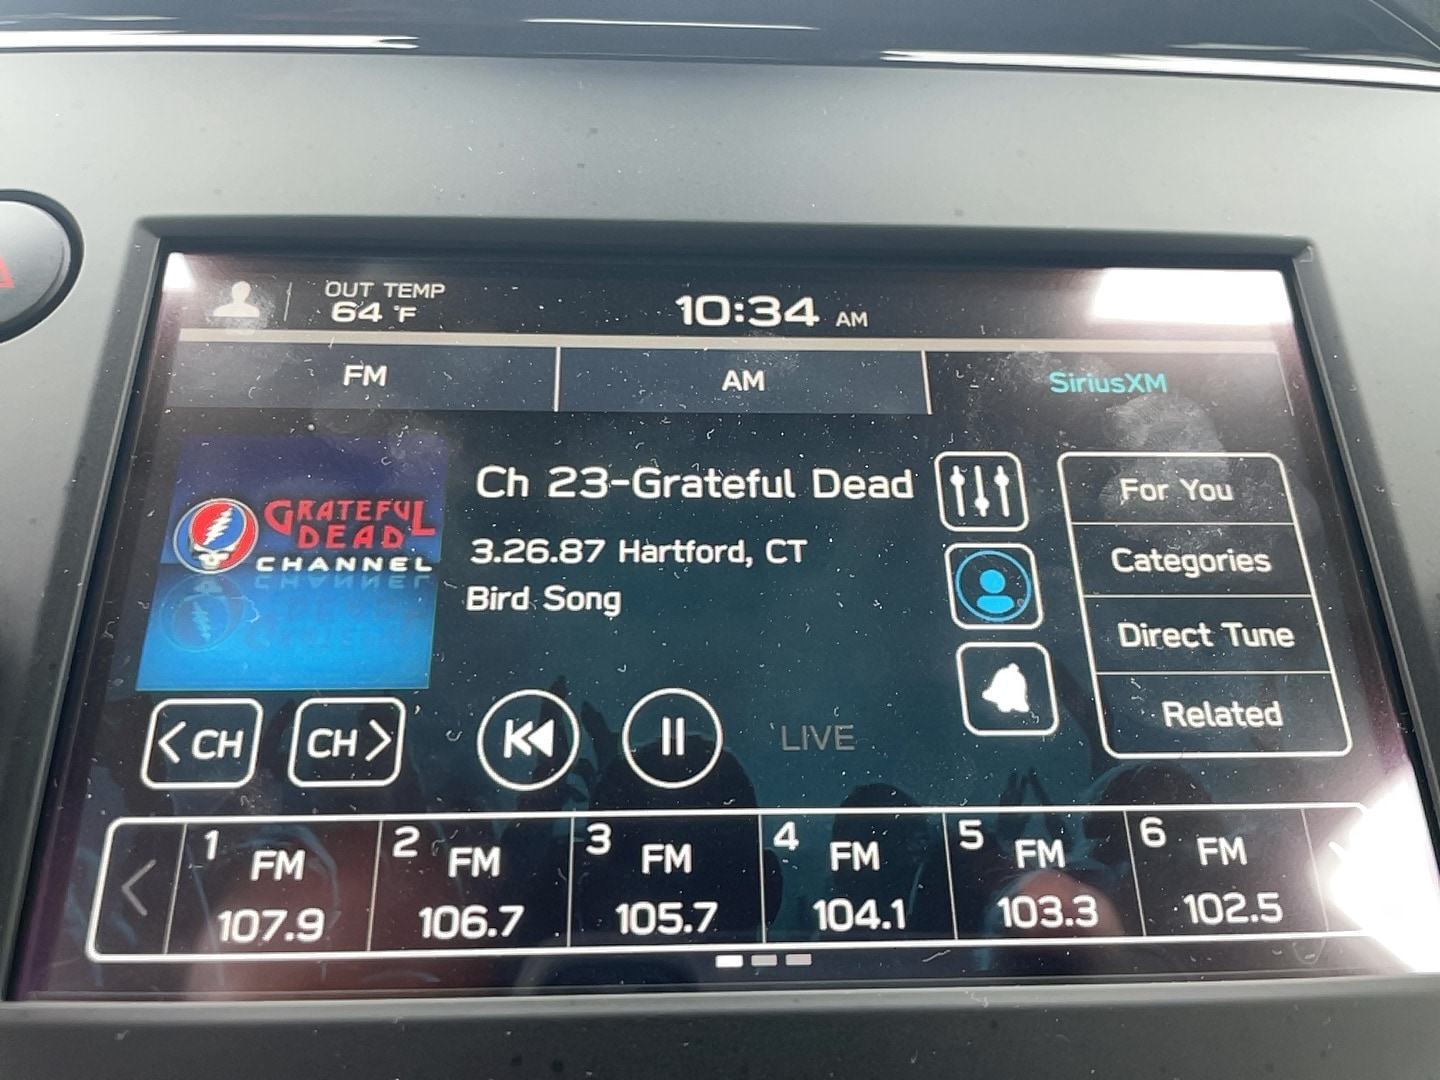 OUT TEMP
64 °F
10:34 AM
FM
AM
SiriusXM
GRATEFUL
DEAD
CHANNEL
Ch 23-Grateful Dead
3.26.87 Hartford, CT
Bird Song
For You
Categories
Direct Tune
Related
CH
CH
LIVE
1 FM
107.9
2 FM
106.7
3 FM
105.7
4 FM
104.1
5 FM
103.3
6 FM
102.5